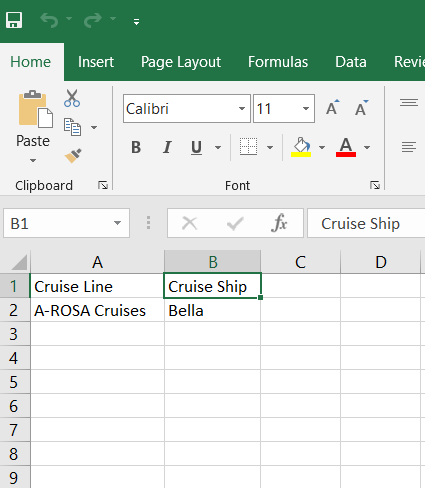 Home Insert Page Layout Formulas Data Revie
Calibri 11 A A
Paste B I U A
Clipboard Font
B1 fx Cruise Ship
A B C D
1 Cruise Line Cruise Ship
2 A-ROSA Cruises Bella
3
4
5
6
7
8
9